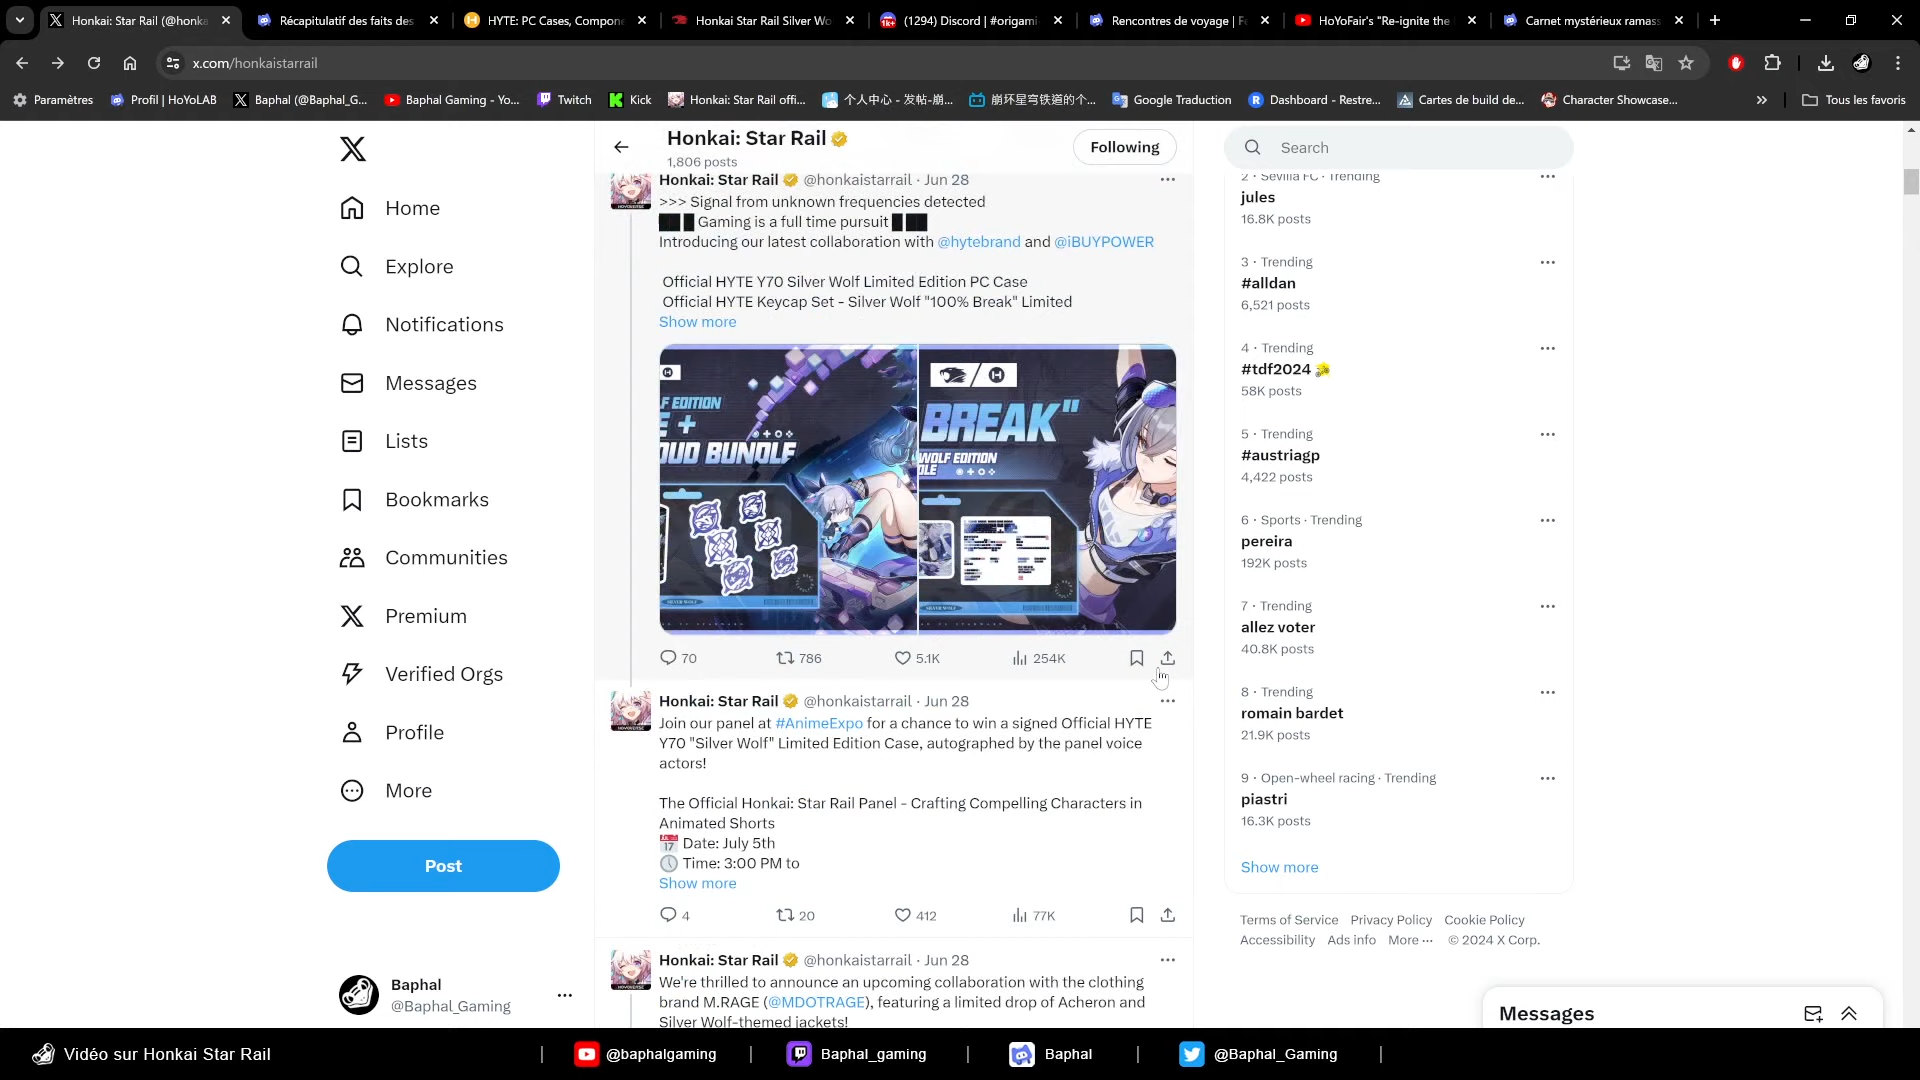 Honkai: Star Rail (@honka
Récapitulatif des faits des
HYTE: PC Cases, Compone
Honkai Star Rail Silver Wo
(1294) Discord | #origami
Rencontres de voyage | F
HoYoFair's "Re-ignite the
Carnet mystérieux ramas
x.com/honkaistarrail
Paramètres
Profil | HoYoLAB
Baphal (@Baphal_G...
Baphal Gaming - Yo...
Twitch
Kick
Honkai: Star Rail offi...
个人中心 - 发帖-崩...
崩坏星穹铁道的个...
Google Traduction
Dashboard - Restre...
Cartes de build de...
Character Showcase...
Tous les favoris
Home
Explore
Notifications
Messages
Lists
Bookmarks
Communities
Premium
Verified Orgs
Profile
More
Post
Baphal
@Baphal_Gaming
Honkai: Star Rail
1,806 posts
Following
Honkai: Star Rail @honkaistarrail · Jun 28
>>> Signal from unknown frequencies detected
██ █ Gaming is a full time pursuit █ ██
Introducing our latest collaboration with @hytebrand and @iBUYPOWER
Official HYTE Y70 Silver Wolf Limited Edition PC Case
Official HYTE Keycap Set - Silver Wolf "100% Break" Limited
Show more
F EDITION
E +
OUD BUNDLE
SILVER WOLF
BREAK"
WOLF EDITION
DLE
SILVER WOLF
70
786
5.1K
254K
Honkai: Star Rail @honkaistarrail · Jun 28
Join our panel at #AnimeExpo for a chance to win a signed Official HYTE
Y70 "Silver Wolf" Limited Edition Case, autographed by the panel voice
actors!
The Official Honkai: Star Rail Panel - Crafting Compelling Characters in
Animated Shorts
📅 Date: July 5th
🕔 Time: 3:00 PM to
Show more
4
20
412
77K
Honkai: Star Rail @honkaistarrail · Jun 28
We're thrilled to announce an upcoming collaboration with the clothing
brand M.RAGE (@MDOTRAGE), featuring a limited drop of Acheron and
Silver Wolf-themed jackets!
Search
2 · Sevilla FC · Trending
jules
16.8K posts
3 · Trending
#alldan
6,521 posts
4 · Trending
#tdf2024
58K posts
5 · Trending
#austriagp
4,422 posts
6 · Sports · Trending
pereira
192K posts
7 · Trending
allez voter
40.8K posts
8 · Trending
romain bardet
21.9K posts
9 · Open-wheel racing · Trending
piastri
16.3K posts
Show more
Terms of Service Privacy Policy Cookie Policy
Accessibility Ads info More ··· © 2024 X Corp.
Messages
Vidéo sur Honkai Star Rail | @baphalgaming | Baphal_gaming | Baphal | @Baphal_Gaming |